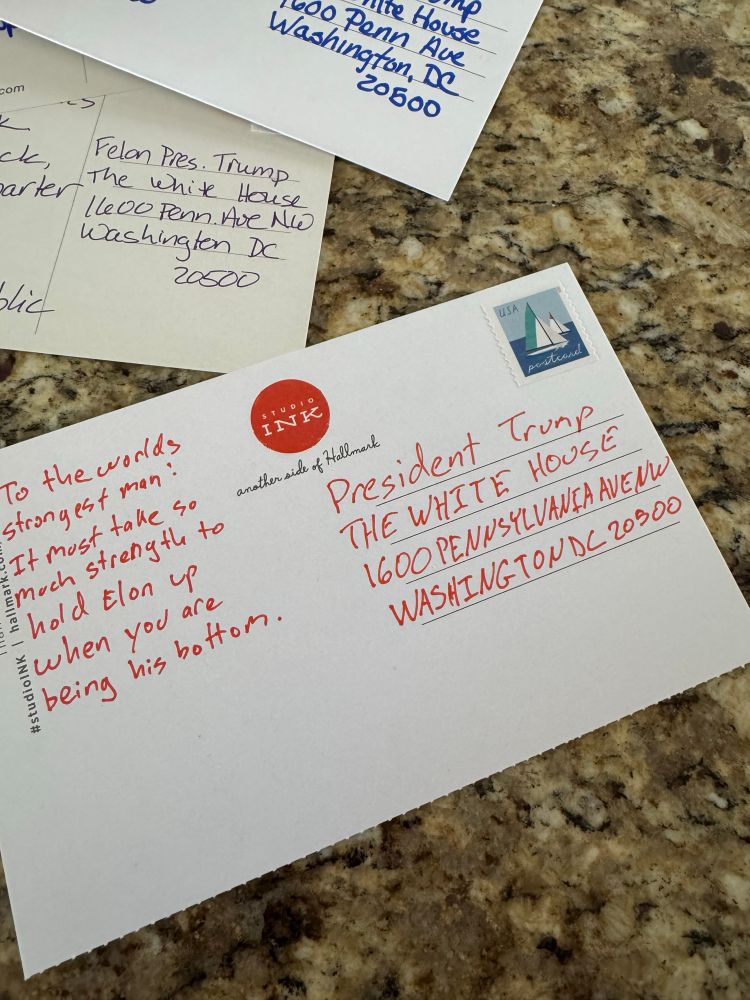 White House
1600 Penn Ave
Washington, DC
20500
.com
Felon Pres. Trump
The White House
1600 Penn. Ave NW
Washington DC
20500
USA
postcard
STUDIO
INK
another side of Hallmark
To the worlds
strongest man!
It must take so
much strength to
hold Elon up
when you are
being his bottom.
President Trump
THE WHITE HOUSE
1600 PENNSYLVANIA AVE NW
WASHINGTON DC 20500
#studioINK | hallmark.com